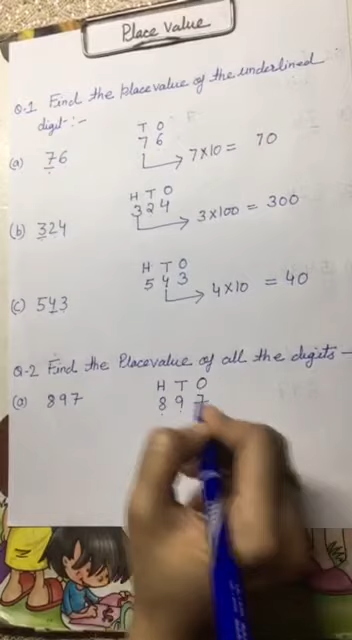 Place Value
Q-1 Find the place value of the underlined
digit :-
T O
(a) 76 7 6 7×10 = 70
H T O
(b) 324 3 2 4 3×100 = 300
H T O
(c) 543 5 4 3 4×10 = 40
Q-2 Find the Place value of all the digits -
H T O
(a) 897 8 9 7